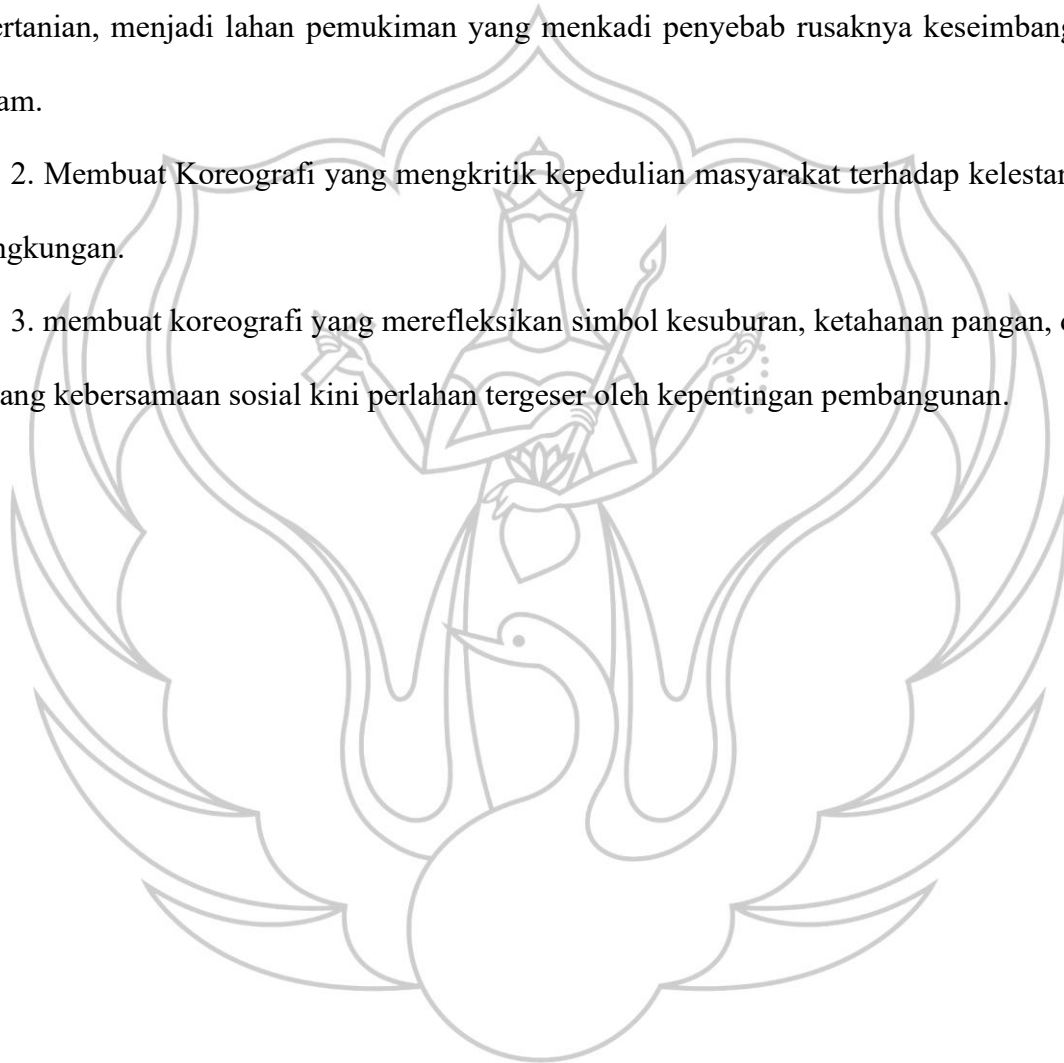 ertanian, menjadi lahan pemukiman yang menkadi penyebab rusaknya keseimbang
am.
2. Membuat Koreografi yang mengkritik kepedulian masyarakat terhadap kelestar
ngkungan.
3. membuat koreografi yang merefleksikan simbol kesuburan, ketahanan pangan,
ang kebersamaan sosial kini perlahan tergeser oleh kepentingan pembangunan.